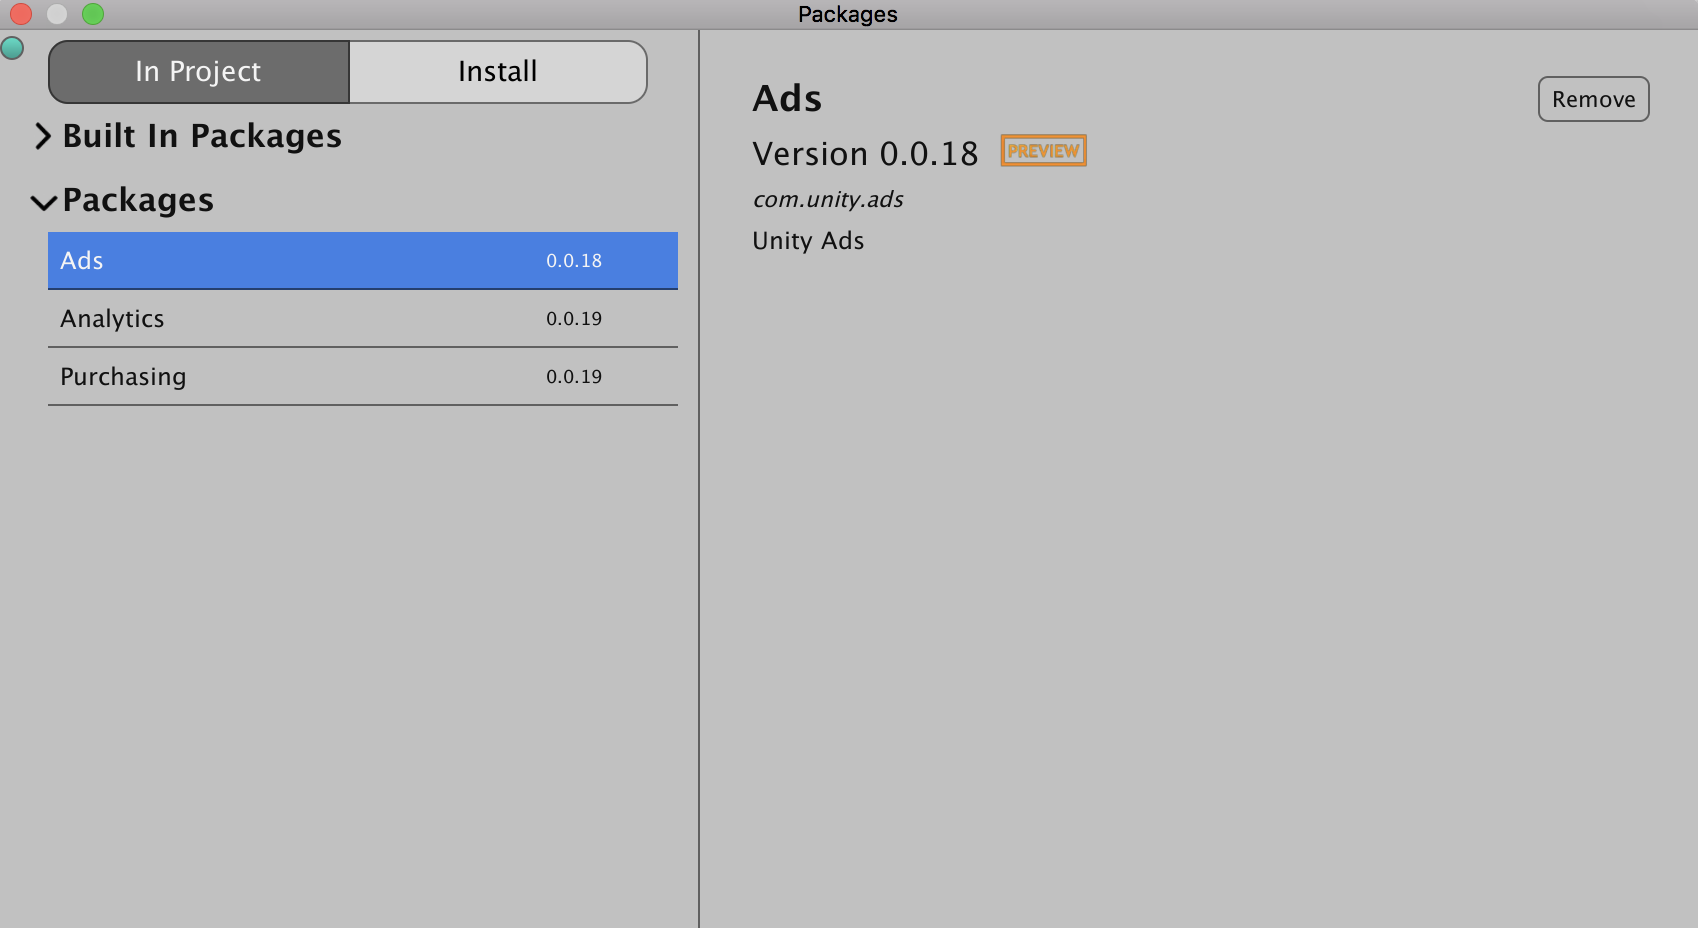 Packages
In Project Install
Built In Packages
Packages
Ads 0.0.18
Analytics 0.0.19
Purchasing 0.0.19
Ads
Remove
Version 0.0.18 PREVIEW
com.unity.ads
Unity Ads